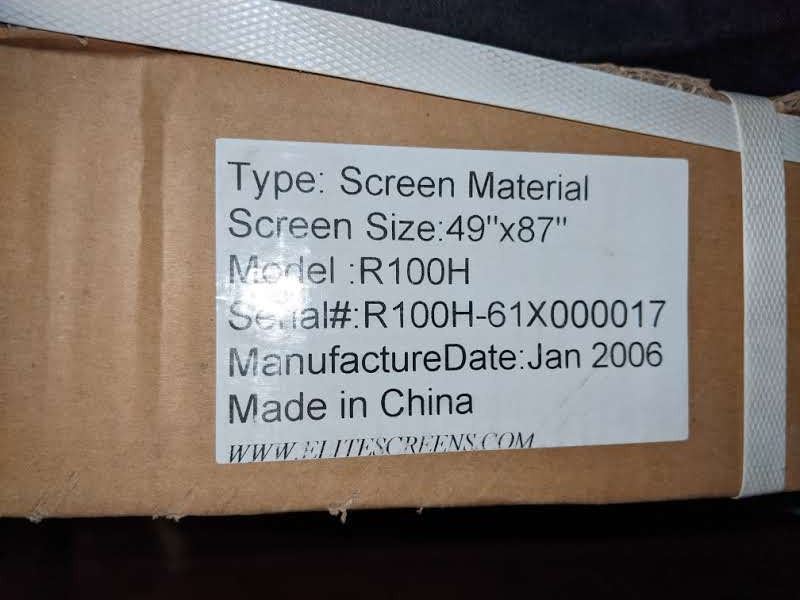 Type: Screen Material
Screen Size:49"x87"
Model :R100H
Serial#:R100H-61X000017
ManufactureDate:Jan 2006
Made in China
WWW.ELITESCREENS.COM